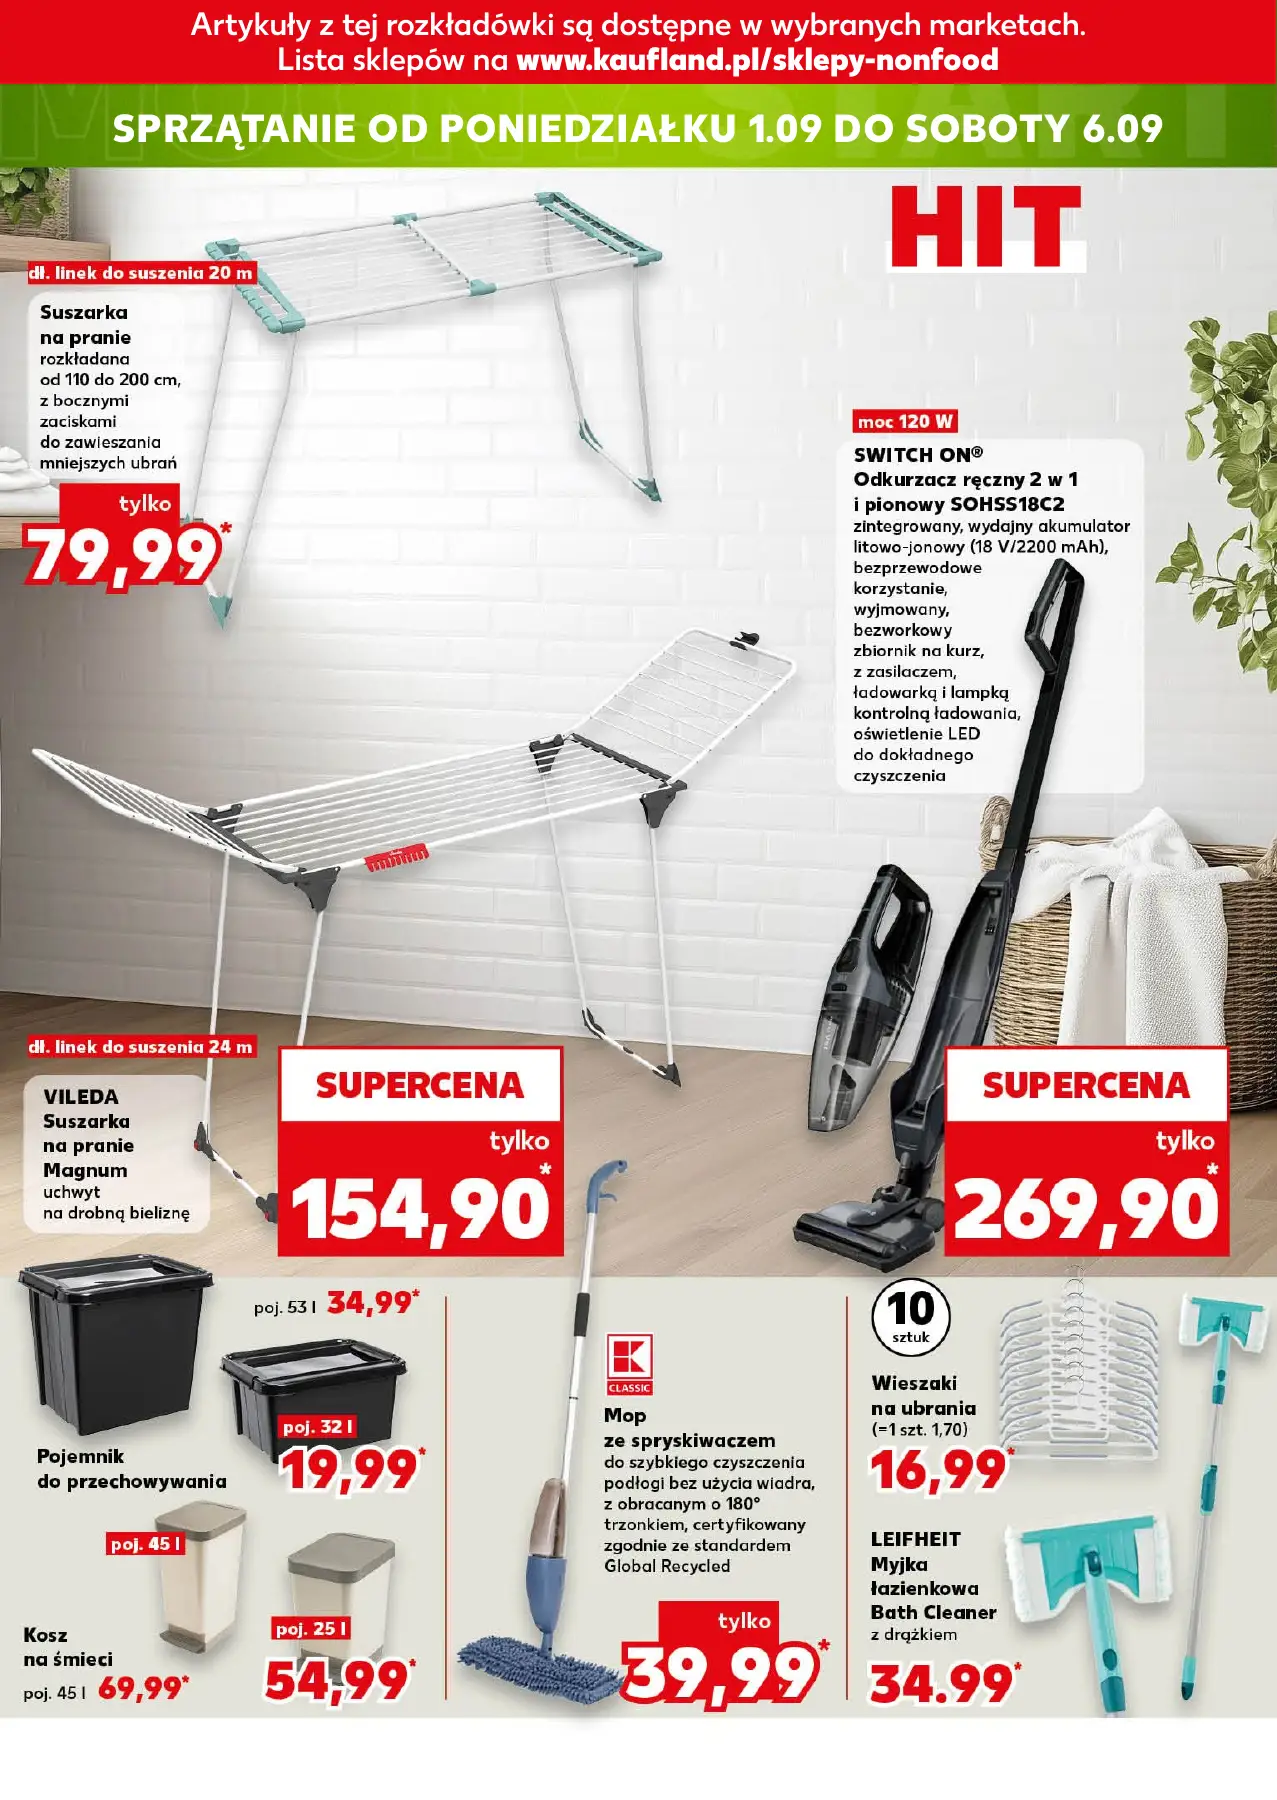 Artykuły z tej rozkładówki są dostępne w wybranych marketach.
Lista sklepów na www.kaufland.pl/sklepy-nonfood
MOCNY START
SPRZĄTANIE OD PONIEDZIAŁKU 1.09 DO SOBOTY 6.09
HIT
dł. linek do suszenia 20 m
Suszarka
na pranie
rozkładana
od 110 do 200 cm,
z bocznymi
zaciskami
do zawieszania
mniejszych ubrań
tylko
79,99*
moc 120 W
SWITCH ON®
Odkurzacz ręczny 2 w 1
i pionowy SOHSS18C2
zintegrowany, wydajny akumulator
litowo-jonowy (18 V/2200 mAh),
bezprzewodowe
korzystanie,
wyjmowany,
bezworkowy
zbiornik na kurz,
z zasilaczem,
ładowarką i lampką
kontrolną ładowania,
oświetlenie LED
do dokładnego
czyszczenia
SUPERCENA
tylko
269,90*
dł. linek do suszenia 24 m
VILEDA
Suszarka
na pranie
Magnum
uchwyt
na drobną bieliznę
SUPERCENA
tylko
154,90*
poj. 53 l 34,99*
poj. 32 l
19,99*
Pojemnik
do przechowywania
poj. 45 l
Kosz
na śmieci
poj. 45 l 69,99*
poj. 25 l
54,99*
K
CLASSIC
Mop
ze spryskiwaczem
do szybkiego czyszczenia
podłogi bez użycia wiadra,
z obracanym o 180°
trzonkiem, certyfikowany
zgodnie ze standardem
Global Recycled
tylko
39,99*
10
sztuk
Wieszaki
na ubrania
(=1 szt. 1,70)
16,99*
LEIFHEIT
Myjka
łazienkowa
Bath Cleaner
z drążkiem
34.99*